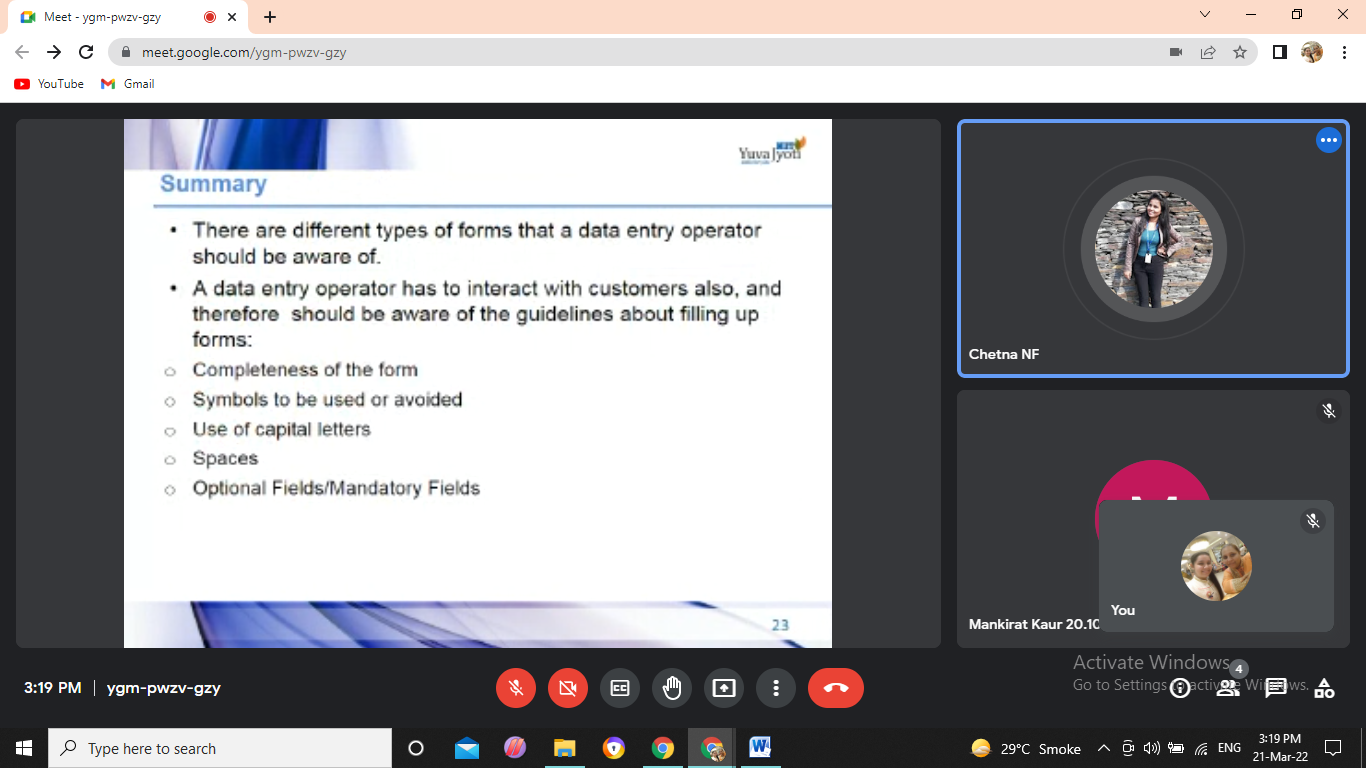 Meet - ygm-pwzv-gzy
meet.google.com/ygm-pwzv-gzy
YouTube
Gmail
Yuva Jyoti
Summary
• There are different types of forms that a data entry operator
should be aware of.
• A data entry operator has to interact with customers also, and
therefore should be aware of the guidelines about filling up
forms:
Completeness of the form
Symbols to be used or avoided
Use of capital letters
Spaces
Optional Fields/Mandatory Fields
23
Chetna NF
Mankirat Kaur 20.10
You
Activate Windows
Go to Settings to activate Windows.
4
3:19 PM | ygm-pwzv-gzy
CC
Type here to search
29°C Smoke
ENG
3:19 PM
21-Mar-22